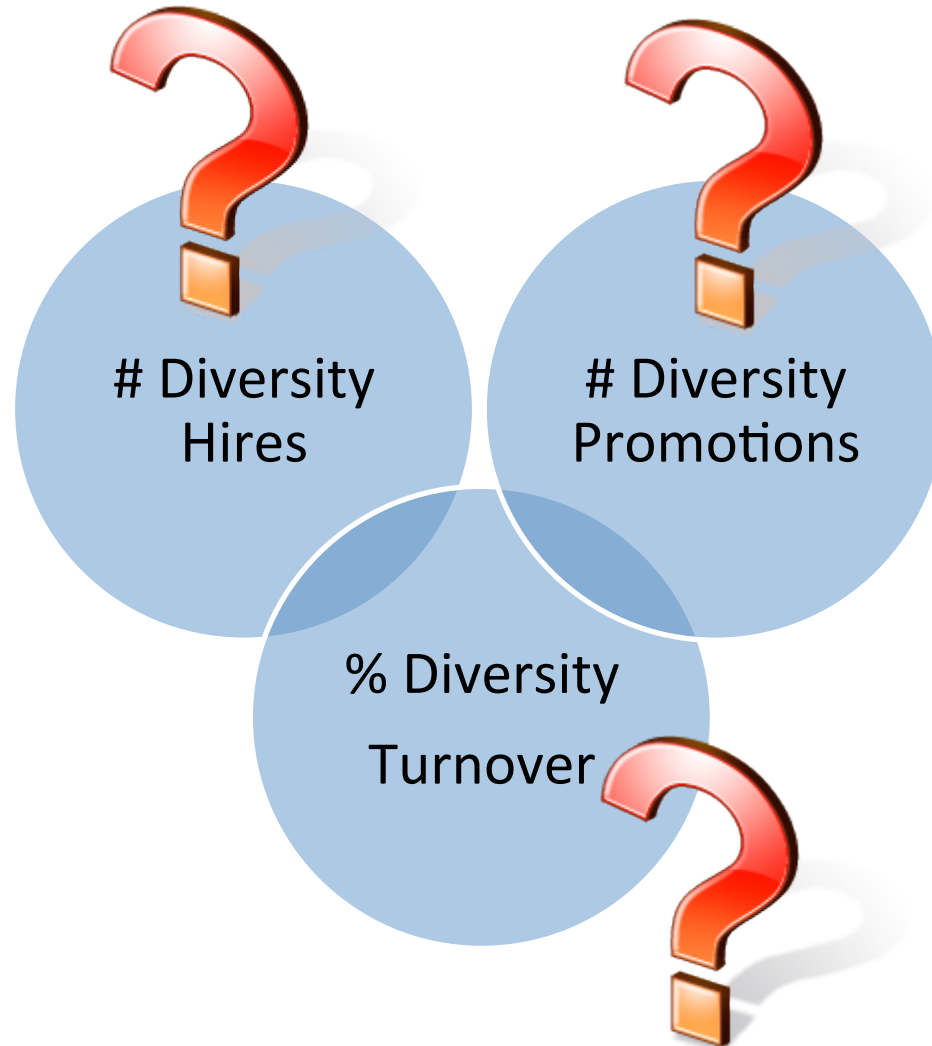 # Diversity
Hires
# Diversity
Promotions
% Diversity
Turnover